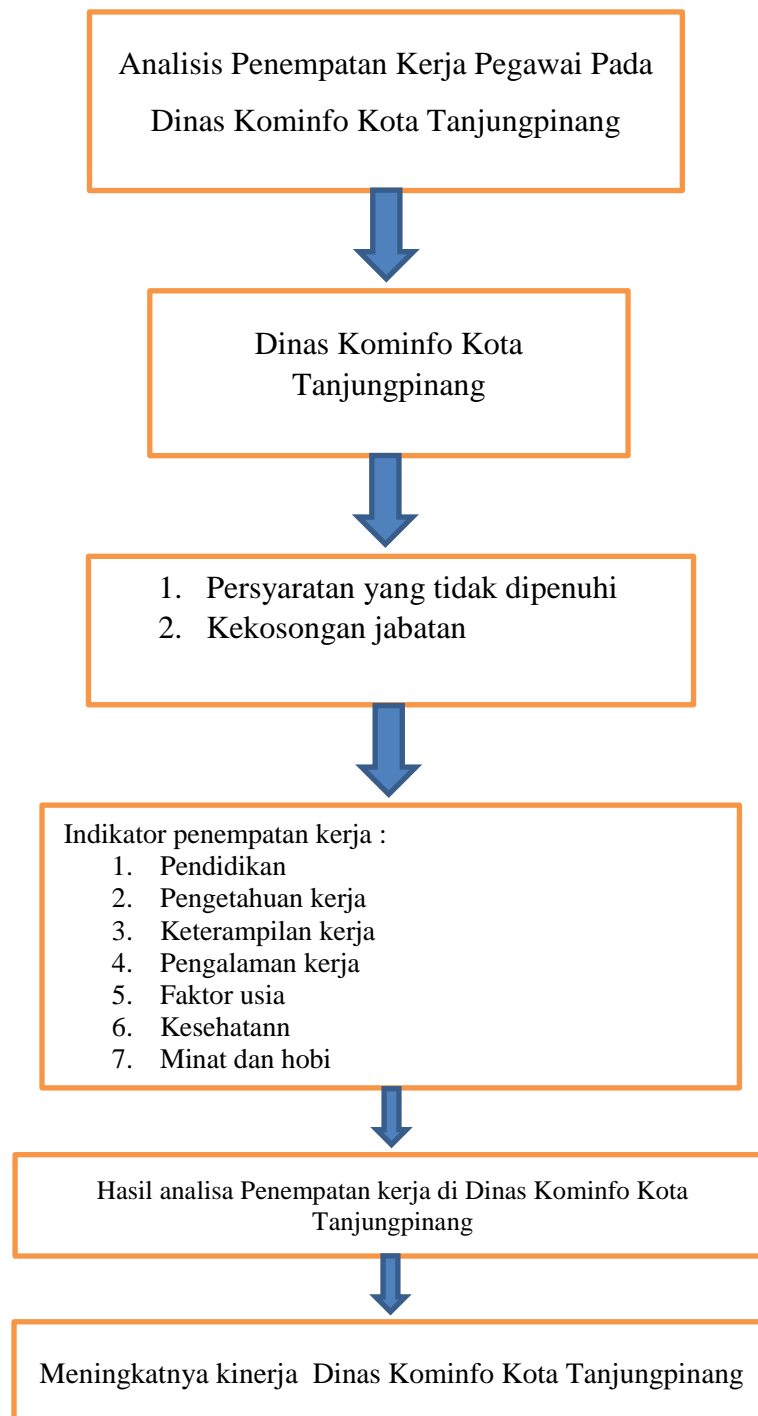 Analisis Penempatan Kerja Pegawai Pada
Dinas Kominfo Kota Tanjungpinang
Dinas Kominfo Kota
Tanjungpinang
1. Persyaratan yang tidak dipenuhi
2. Kekosongan jabatan
Indikator penempatan kerja :
1. Pendidikan
2. Pengetahuan kerja
3. Keterampilan kerja
4. Pengalaman kerja
5. Faktor usia
6. Kesehatann
7. Minat dan hobi
Hasil analisa Penempatan kerja di Dinas Kominfo Kota
Tanjungpinang
Meningkatnya kinerja  Dinas Kominfo Kota Tanjungpinang